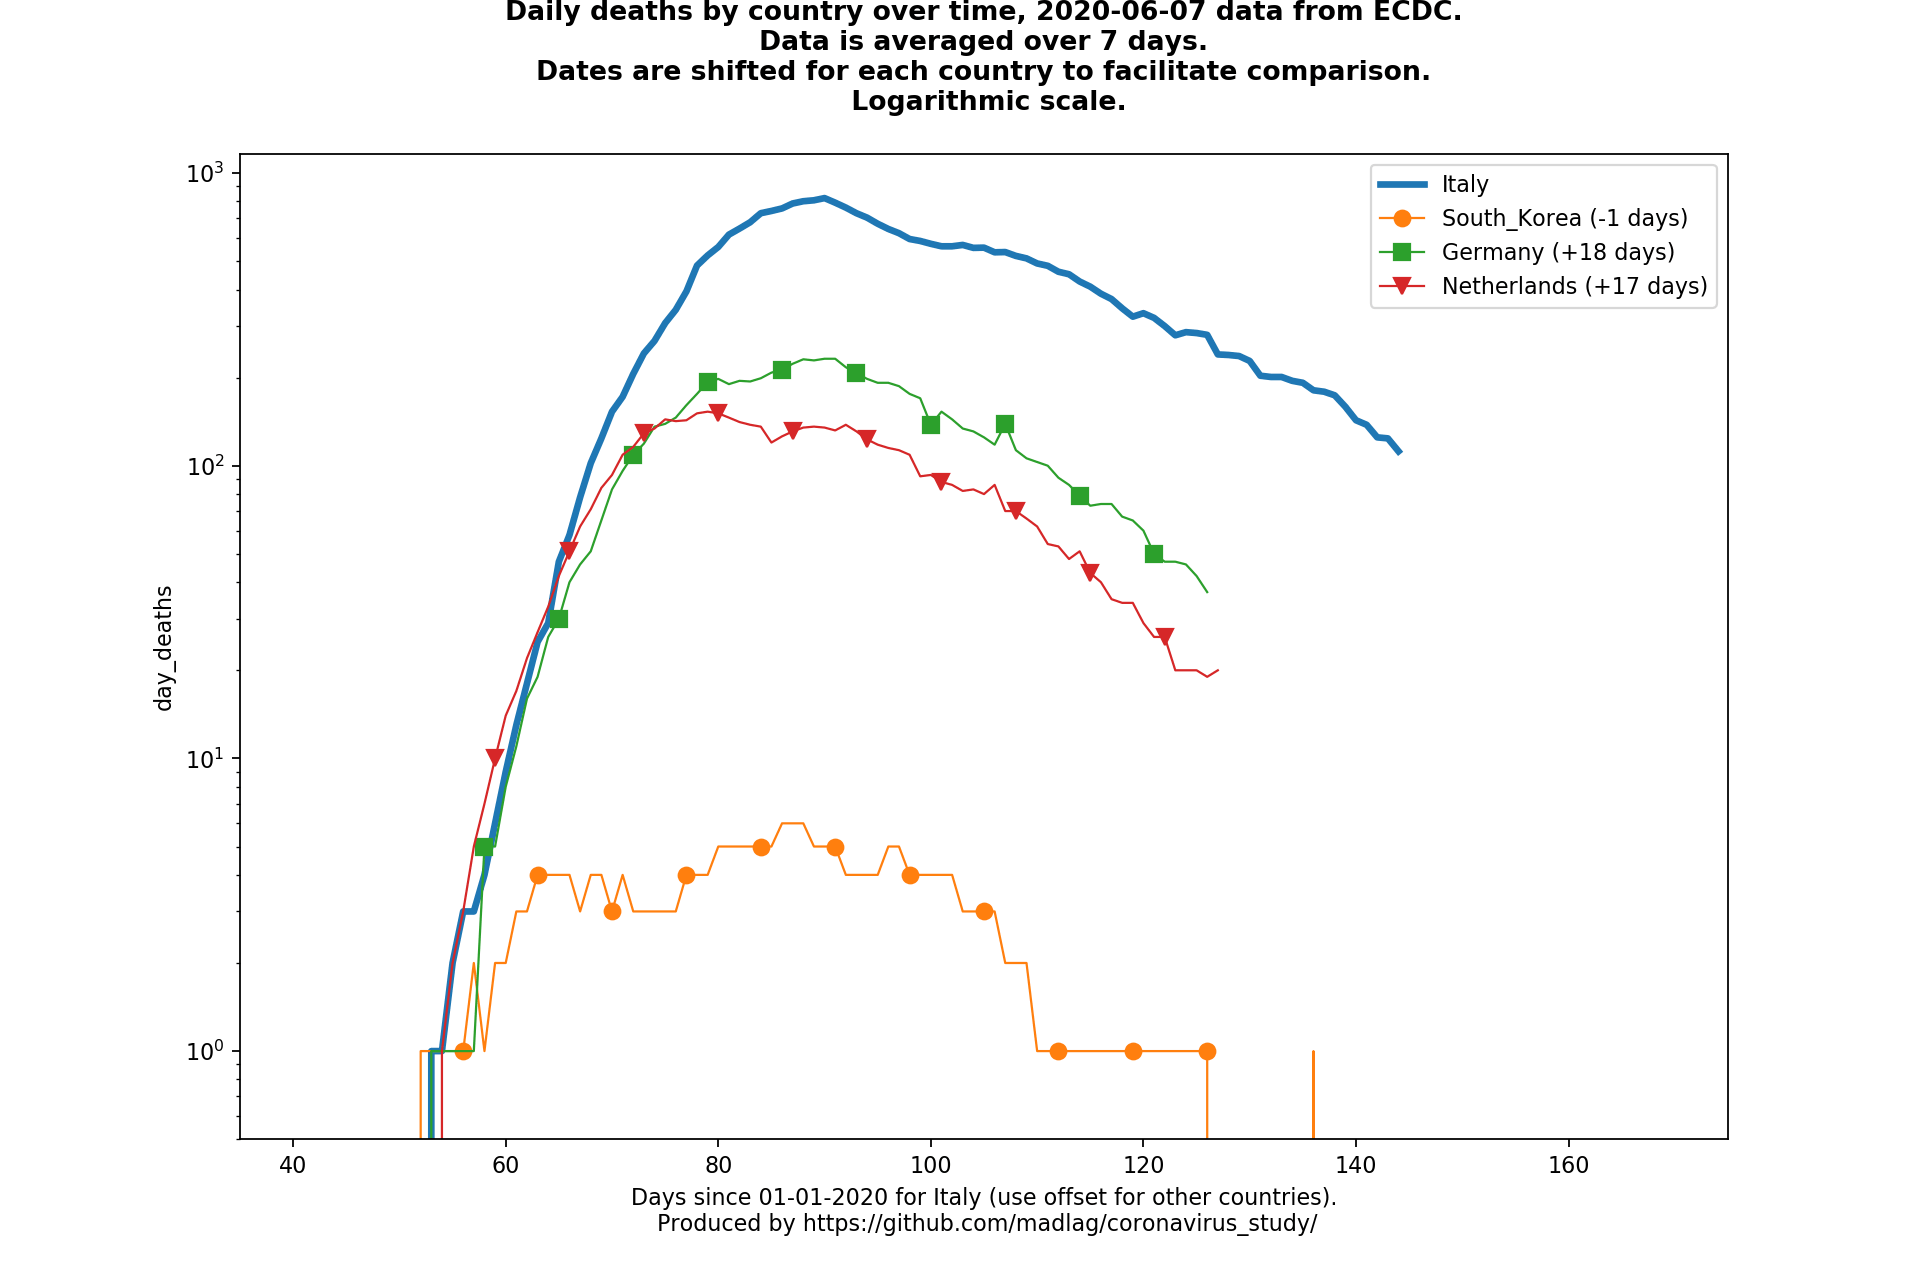 Daily deaths by country over time, 2020-06-07 data from ECDC.
Data is averaged over 7 days.
Dates are shifted for each country to facilitate comparison.
Logarithmic scale.
10³
10²
10¹
10⁰
day_deaths
Italy
South_Korea (-1 days)
Germany (+18 days)
Netherlands (+17 days)
40 60 80 100 120 140 160
Days since 01-01-2020 for Italy (use offset for other countries).
Produced by https://github.com/madlag/coronavirus_study/